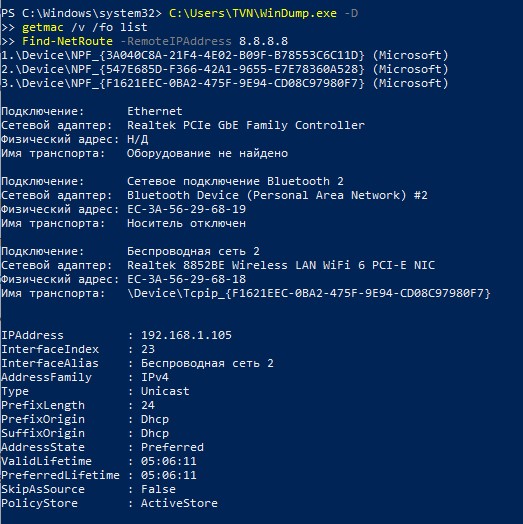 PS C:\Windows\system32> C:\Users\TVN\WinDump.exe -D
>> getmac /v /fo list
>> Find-NetRoute -RemoteIPAddress 8.8.8.8
1.\Device\NPF_{3A040C8A-21F4-4E02-B09F-B78553C6C11D} (Microsoft)
2.\Device\NPF_{547E685D-F366-42A1-9655-E7E78360A528} (Microsoft)
3.\Device\NPF_{F1621EEC-0BA2-475F-9E94-CD08C97980F7} (Microsoft)
Подключение: Ethernet
Сетевой адаптер: Realtek PCIe GbE Family Controller
Физический адрес: Н/Д
Имя транспорта: Оборудование не найдено
Подключение: Сетевое подключение Bluetooth 2
Сетевой адаптер: Bluetooth Device (Personal Area Network) #2
Физический адрес: EC-3A-56-29-68-19
Имя транспорта: Носитель отключен
Подключение: Беспроводная сеть 2
Сетевой адаптер: Realtek 8852BE Wireless LAN WiFi 6 PCI-E NIC
Физический адрес: EC-3A-56-29-68-18
Имя транспорта: \Device\Tcpip_{F1621EEC-0BA2-475F-9E94-CD08C97980F7}
IPAddress : 192.168.1.105
InterfaceIndex : 23
InterfaceAlias : Беспроводная сеть 2
AddressFamily : IPv4
Type : Unicast
PrefixLength : 24
PrefixOrigin : Dhcp
SuffixOrigin : Dhcp
AddressState : Preferred
ValidLifetime : 05:06:11
PreferredLifetime : 05:06:11
SkipAsSource : False
PolicyStore : ActiveStore